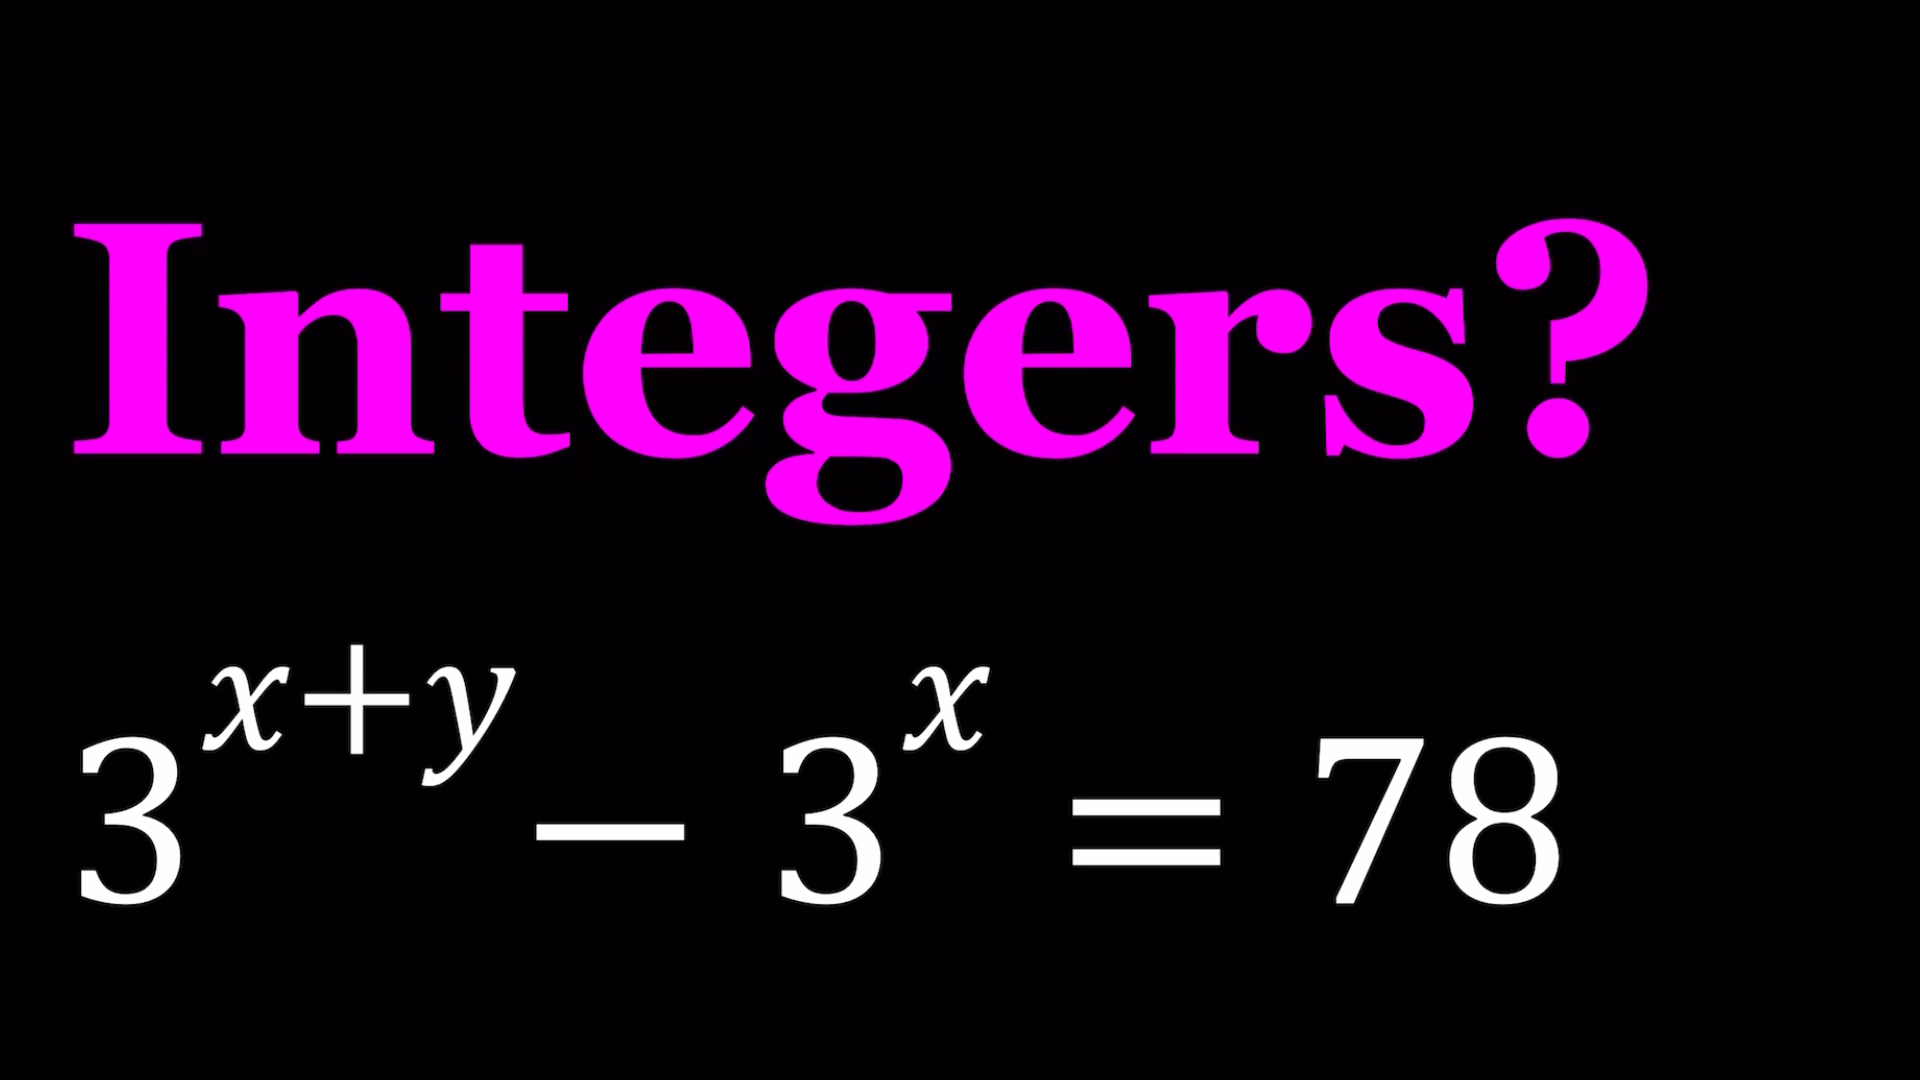 Integers?
3^{x+y} − 3^x = 78